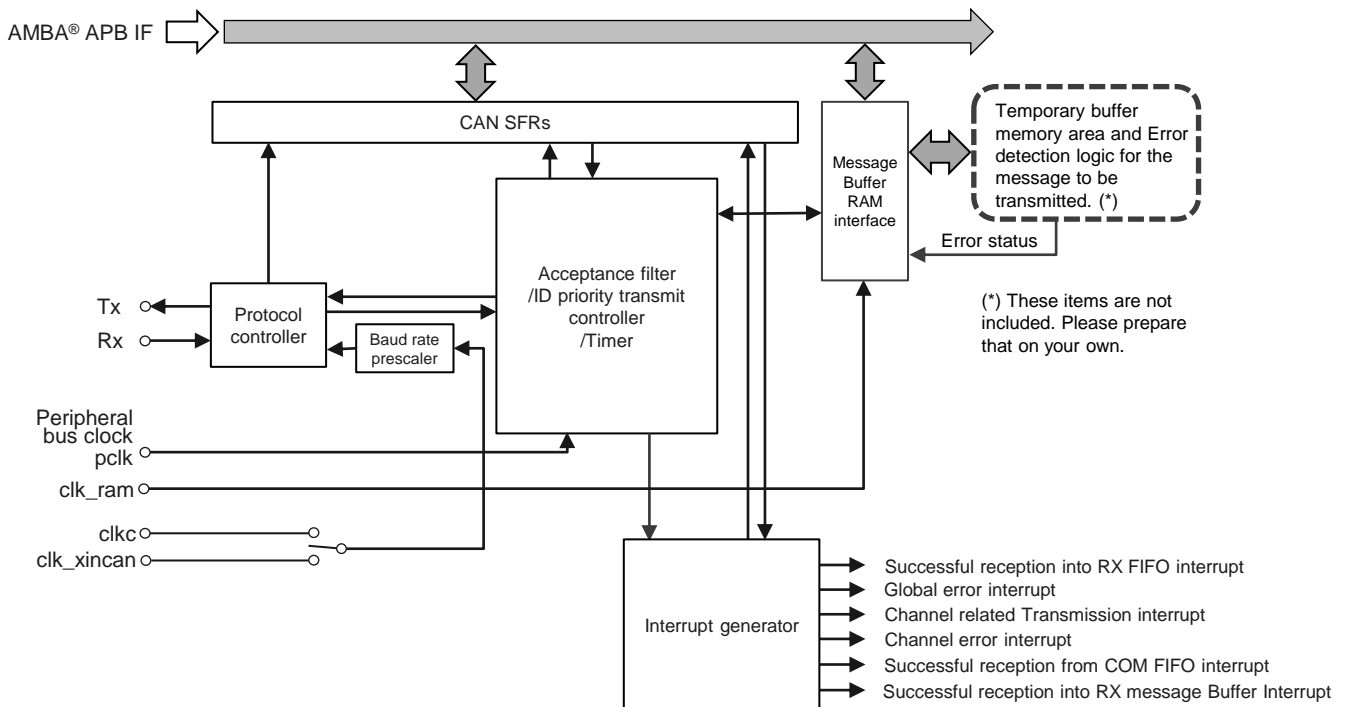 AMBA® APB IF
CAN SFRs
Message
Buffer
RAM
interface
Temporary buffer
memory area and Error
detection logic for the
message to be
transmitted. (*)
Error status
(*) These items are not
included. Please prepare
that on your own.
Acceptance filter
/ID priority transmit
controller
/Timer
Tx
Rx
Protocol
controller
Baud rate
prescaler
Peripheral
bus clock
pclk
clk_ram
clkc
clk_xincan
Interrupt generator
Successful reception into RX FIFO interrupt
Global error interrupt
Channel related Transmission interrupt
Channel error interrupt
Successful reception from COM FIFO interrupt
Successful reception into RX message Buffer Interrupt